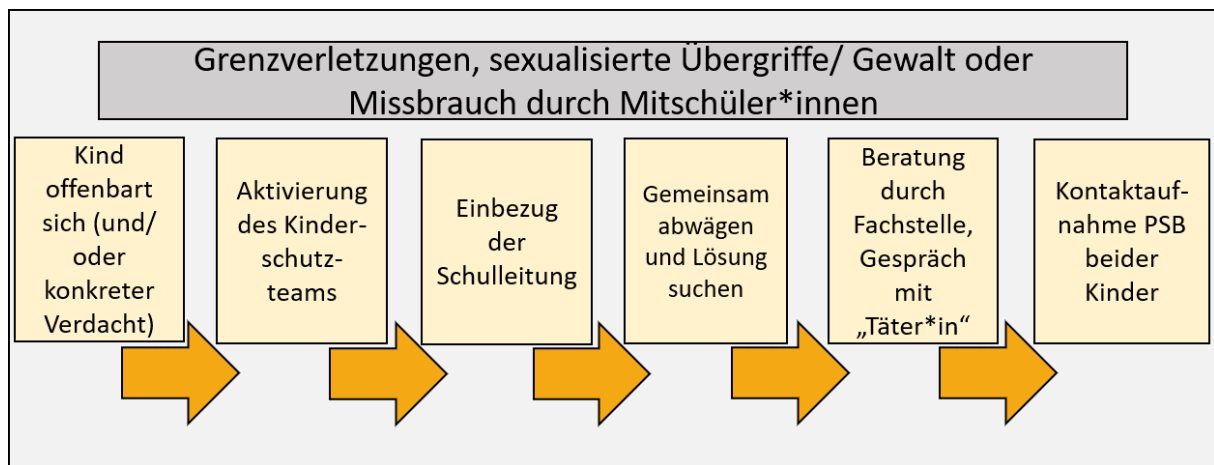 Grenzverletzungen, sexualisierte Übergriffe/ Gewalt oder
Missbrauch durch Mitschüler*innen
Kind
offenbart
sich (und/
oder
konkreter
Verdacht)
Aktivierung
des Kinder-
schutz-
teams
Einbezug
der
Schulleitung
Gemeinsam
abwägen
und Lösung
suchen
Beratung
durch
Fachstelle,
Gespräch
mit
„Täter*in“
Kontaktauf-
nahme PSB
beider
Kinder